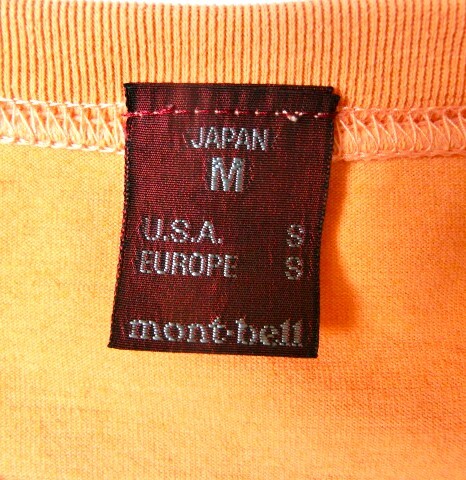 JAPAN
M
U.S.A. S
EUROPE S
mont·bell